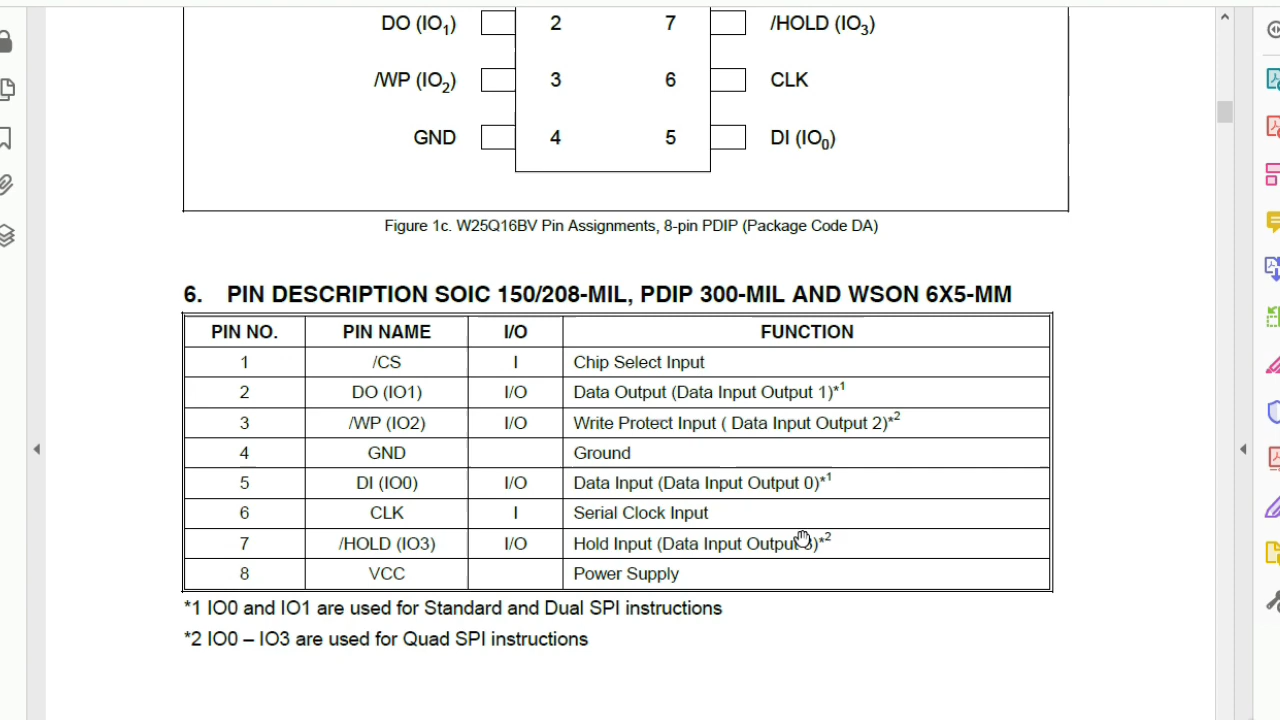 DO (IO1) 2 7 /HOLD (IO3)
/WP (IO2) 3 6 CLK
GND 4 5 DI (IO0)
Figure 1c. W25Q16BV Pin Assignments, 8-pin PDIP (Package Code DA)
6. PIN DESCRIPTION SOIC 150/208-MIL, PDIP 300-MIL AND WSON 6X5-MM
PIN NO. PIN NAME I/O FUNCTION
1 /CS I Chip Select Input
2 DO (IO1) I/O Data Output (Data Input Output 1)*1
3 /WP (IO2) I/O Write Protect Input ( Data Input Output 2)*2
4 GND Ground
5 DI (IO0) I/O Data Input (Data Input Output 0)*1
6 CLK I Serial Clock Input
7 /HOLD (IO3) I/O Hold Input (Data Input Output 3)*2
8 VCC Power Supply
*1 IO0 and IO1 are used for Standard and Dual SPI instructions
*2 IO0 – IO3 are used for Quad SPI instructions